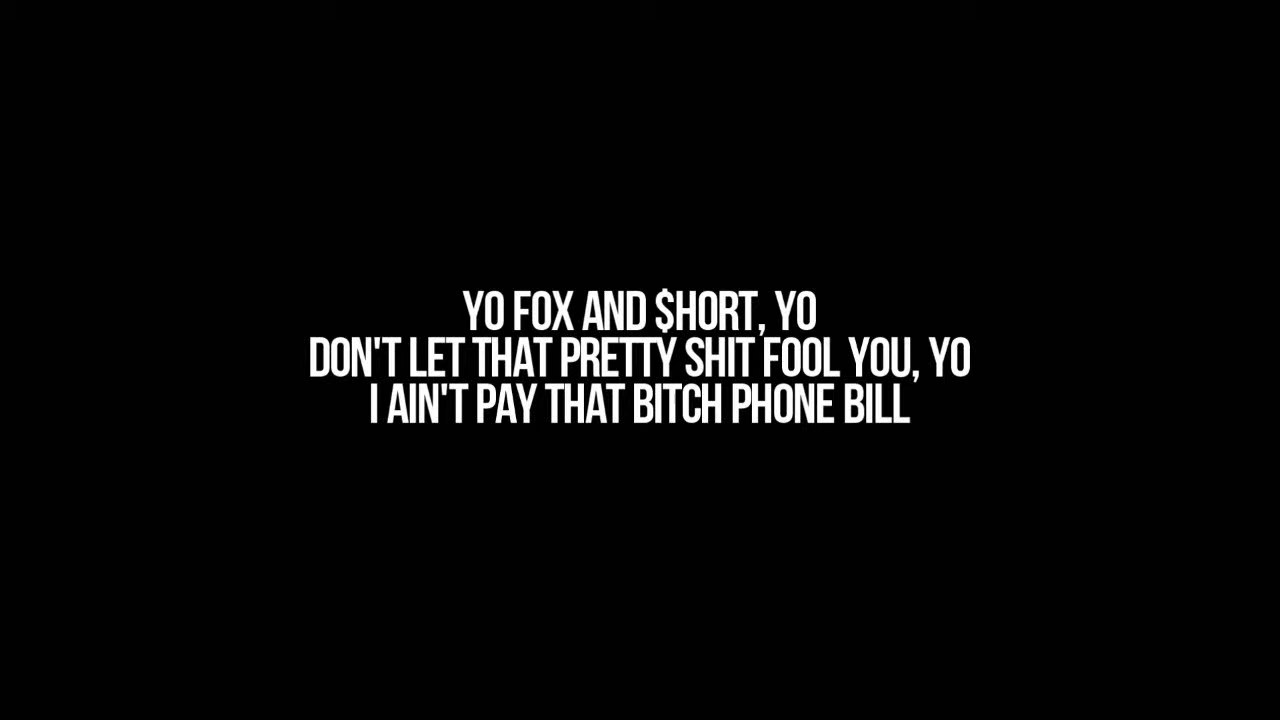 YO FOX AND $HORT, YO
DON'T LET THAT PRETTY SHIT FOOL YOU, YO
I AIN'T PAY THAT BITCH PHONE BILL